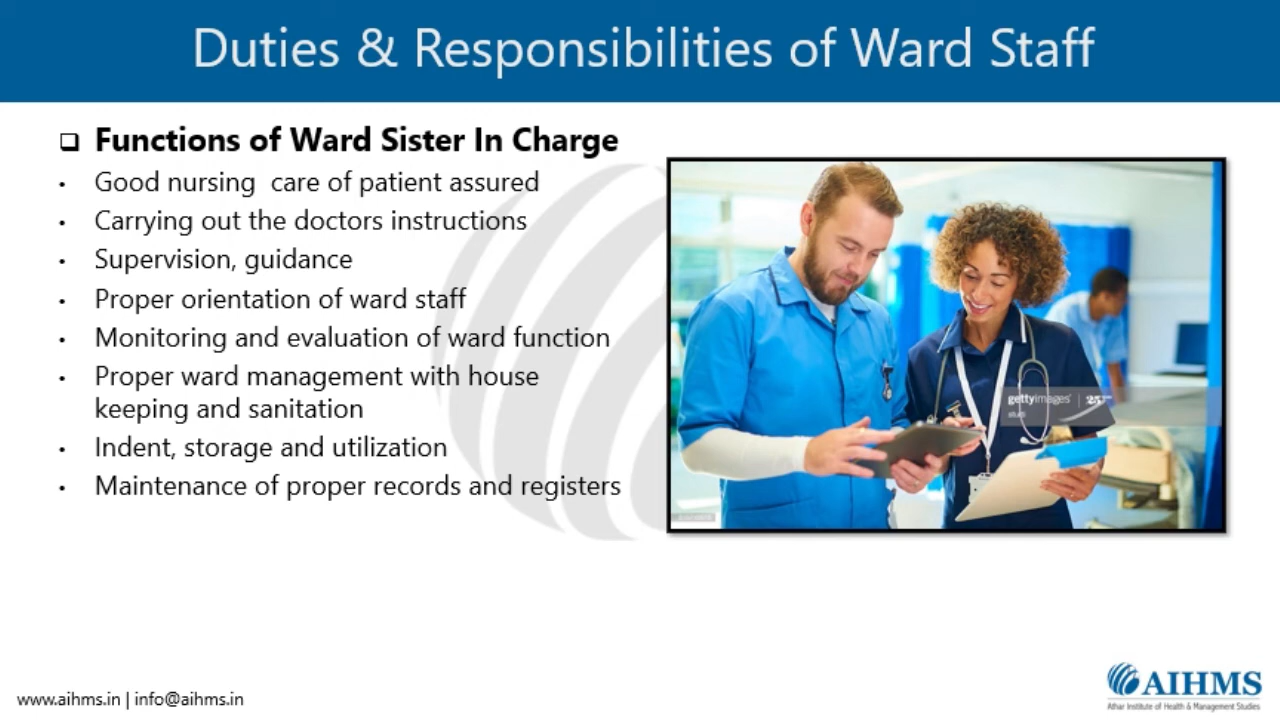 Duties & Responsibilities of Ward Staff
❑ Functions of Ward Sister In Charge
• Good nursing care of patient assured
• Carrying out the doctors instructions
• Supervision, guidance
• Proper orientation of ward staff
• Monitoring and evaluation of ward function
• Proper ward management with house
keeping and sanitation
• Indent, storage and utilization
• Maintenance of proper records and registers
gettyimages | 25
www.aihms.in | info@aihms.in
AIHMS
Athar Institute of Health & Management Studies